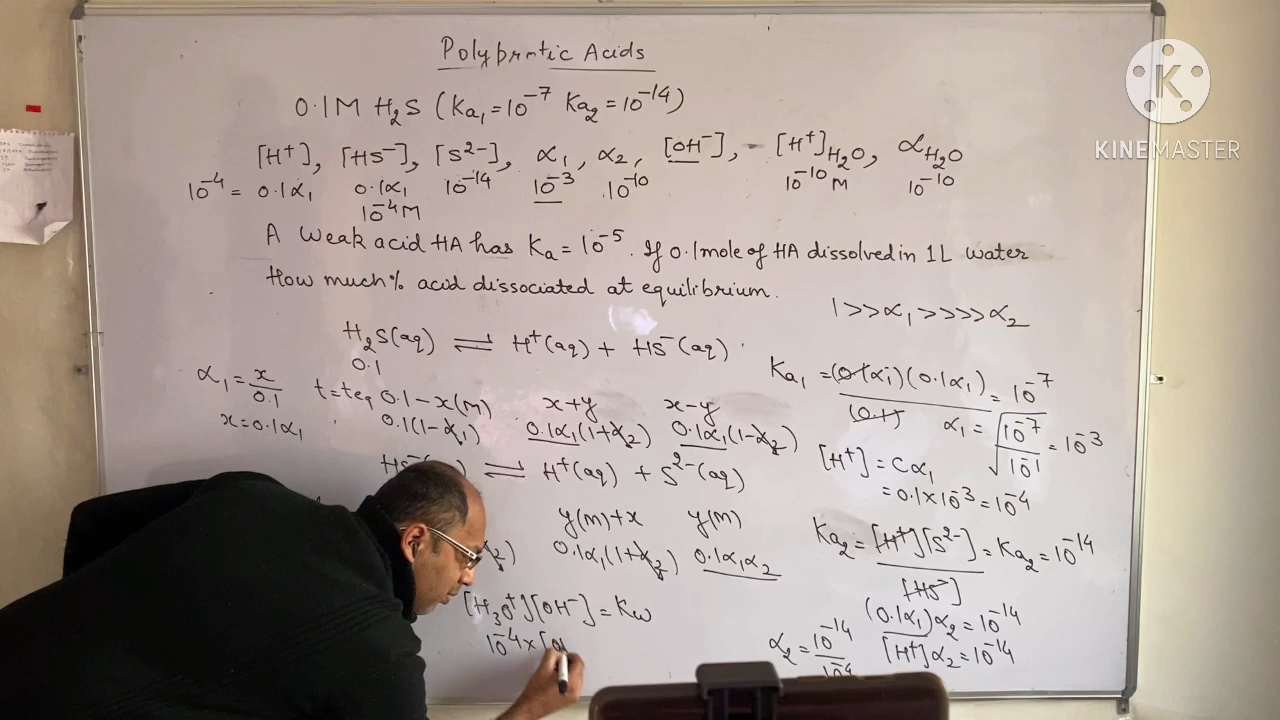 Polyprotic Acids
KINEMASTER
0.1M H₂S (Ka₁=10⁻⁷ Ka₂=10⁻¹⁴)
[H⁺], [HS⁻], [S²⁻], α₁, α₂, [OH⁻], [H⁺]H₂O, αH₂O
10⁻⁴ = 0.1α₁ 0.1α₁ 10⁻¹⁴ 10⁻³ 10⁻¹⁰ 10⁻¹⁰ M 10⁻¹⁰
10⁻⁴M
A Weak acid HA has Ka = 10⁻⁵. If 0.1mole of HA dissolved in 1L water
How much% acid dissociated at equilibrium.
1>>α₁>>>>α₂
H₂S(aq) ⇌ H⁺(aq) + HS⁻(aq)
0.1
α₁ = x/0.1
t=teq 0.1-x(M) x+y x-y
x=0.1α₁
0.1(1-α₁) 0.1α₁(1+α₂) 0.1α₁(1-α₂)
⇌ H⁺(aq) + S²⁻(aq)
y(m)+x y(m)
0.1α₁(1+α₂) 0.1α₁α₂
[H₃O⁺][OH⁻]=Kw
10⁻⁴×[
Ka₁ = (0.1α₁)(0.1α₁)/(0.1) = 10⁻⁷
α₁ = √10⁻⁷/10⁻¹ = 10⁻³
[H⁺] = Cα₁
= 0.1×10⁻³ = 10⁻⁴
Ka₂ = [H⁺][S²⁻]/[HS⁻] = Ka₂ = 10⁻¹⁴
(0.1α₁)α₂ = 10⁻¹⁴
[H⁺]α₂ = 10⁻¹⁴
α₂ = 10⁻¹⁴/10⁻⁴